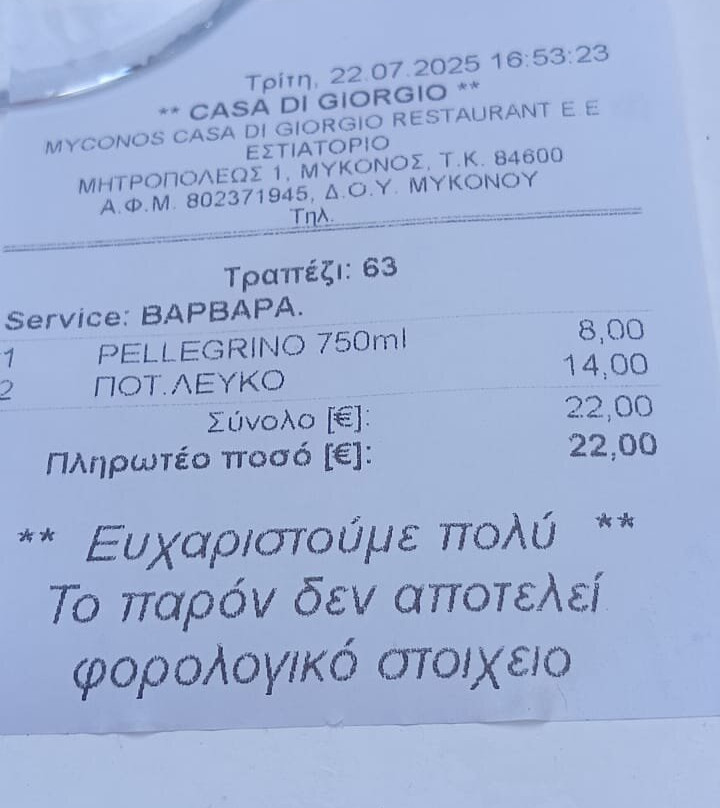 Τρίτη, 22.07.2025 16:53:23
** CASA DI GIORGIO **
MYCONOS CASA DI GIORGIO RESTAURANT E E
ΕΣΤΙΑΤΟΡΙΟ
ΜΗΤΡΟΠΟΛΕΩΣ 1, ΜΥΚΟΝΟΣ, Τ.Κ. 84600
Α.Φ.Μ. 802371945, Δ.Ο.Υ. ΜΥΚΟΝΟΥ
Τηλ.
Τραπέζι: 63
Service: ΒΑΡΒΑΡΑ.
1 PELLEGRINO 750ml 8,00
2 ΠΟΤ.ΛΕΥΚΟ 14,00
Σύνολο [€]: 22,00
Πληρωτέο ποσό [€]: 22,00
** Ευχαριστούμε πολύ **
Το παρόν δεν αποτελεί
φορολογικό στοιχειο